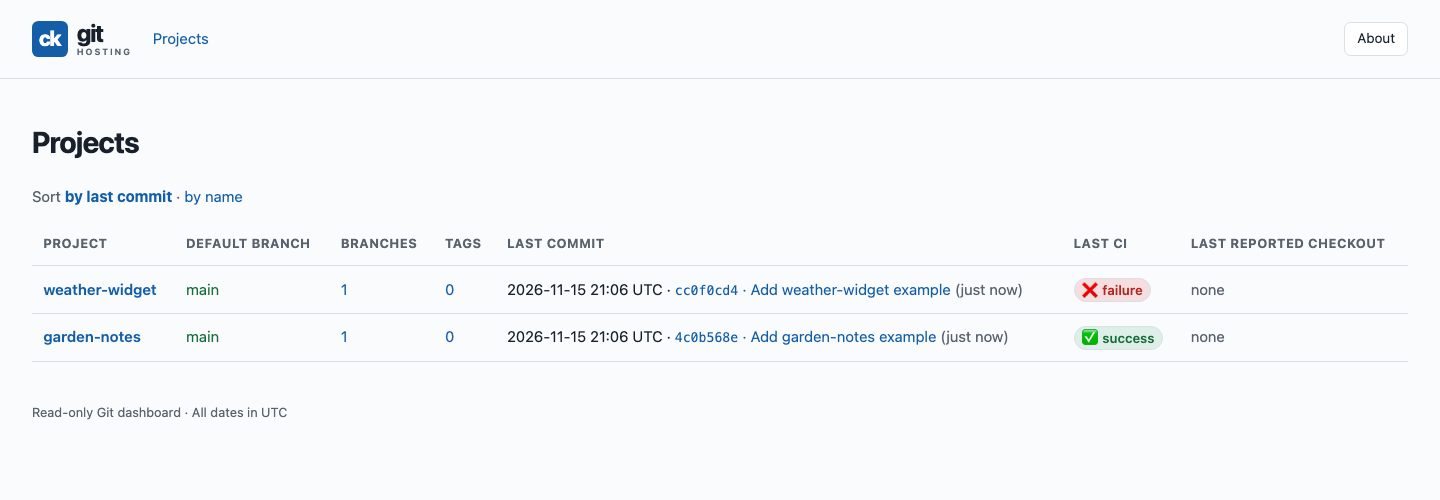 ck git HOSTING Projects About
Projects
Sort by last commit · by name
PROJECT DEFAULT BRANCH BRANCHES TAGS LAST COMMIT LAST CI LAST REPORTED CHECKOUT
weather-widget main 1 0 2026-11-15 21:06 UTC · cc0f0cd4 · Add weather-widget example (just now) ❌ failure none
garden-notes main 1 0 2026-11-15 21:06 UTC · 4c0b568e · Add garden-notes example (just now) ✅ success none
Read-only Git dashboard · All dates in UTC